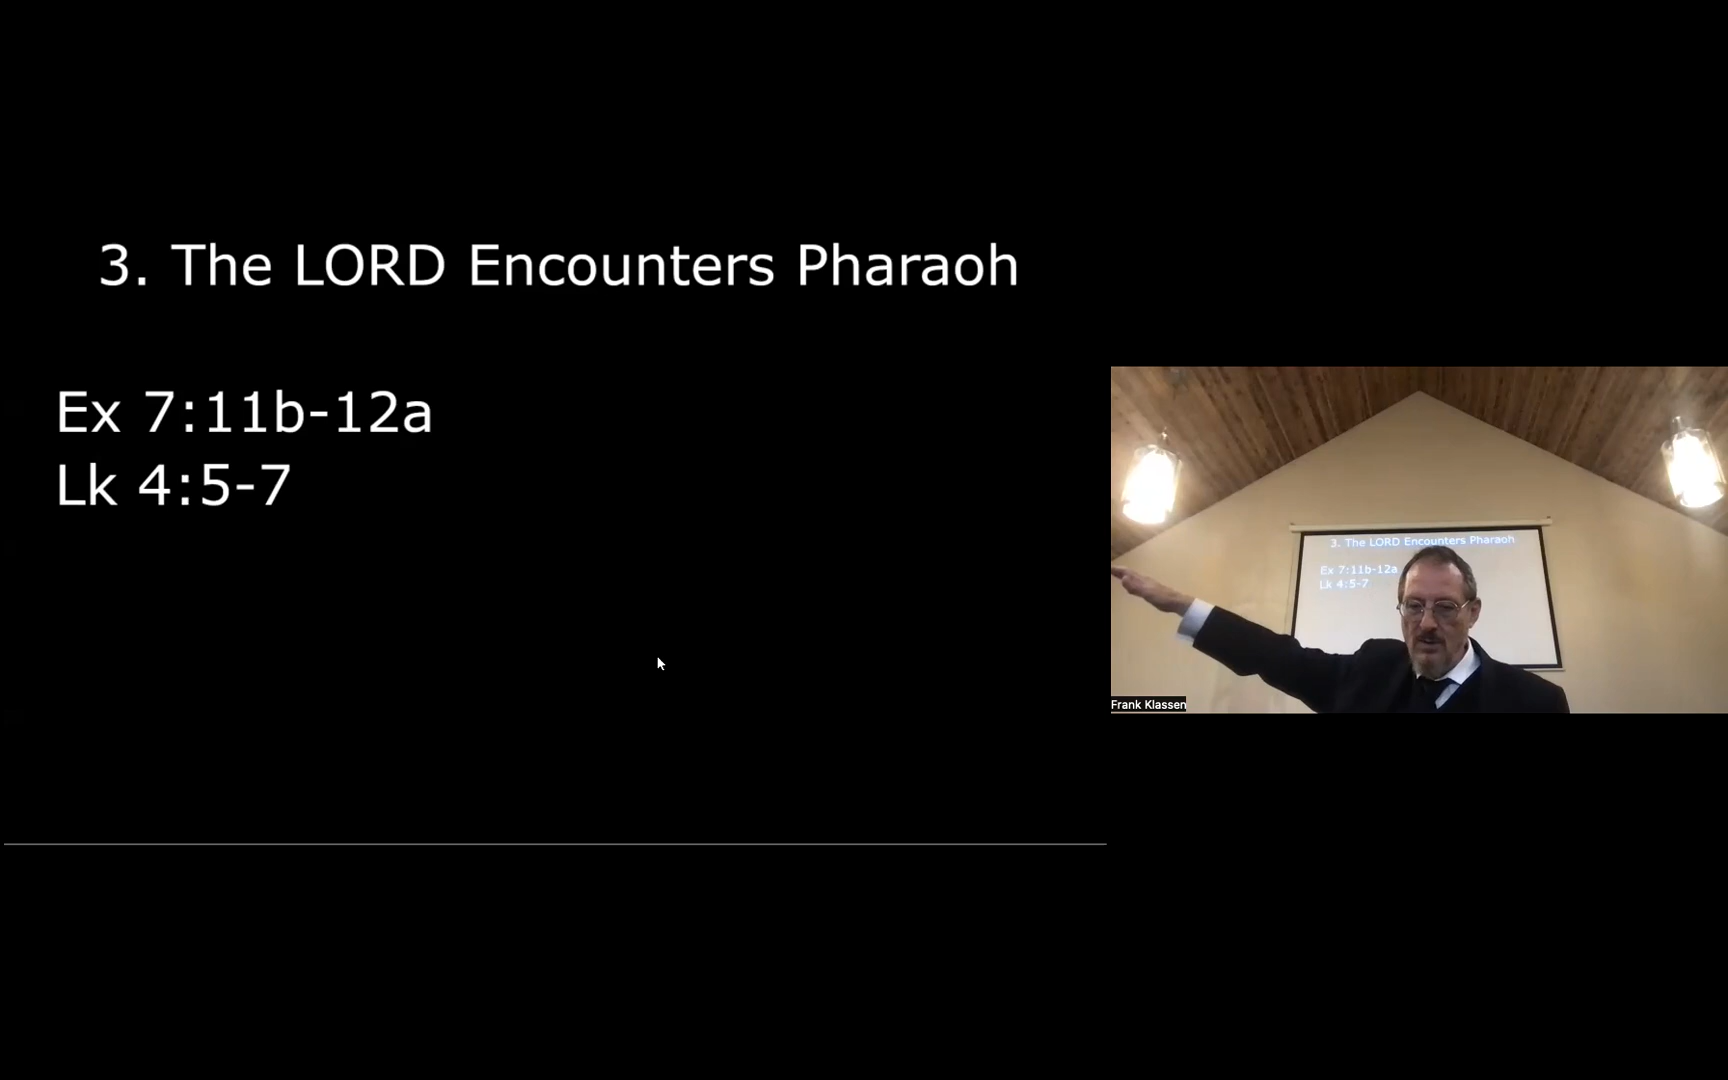 3. The LORD Encounters Pharaoh
Ex 7:11b-12a
Lk 4:5-7
3. The LORD Encounters Pharaoh
Ex 7:11b-12a
Lk 4:5-7
Frank Klassen